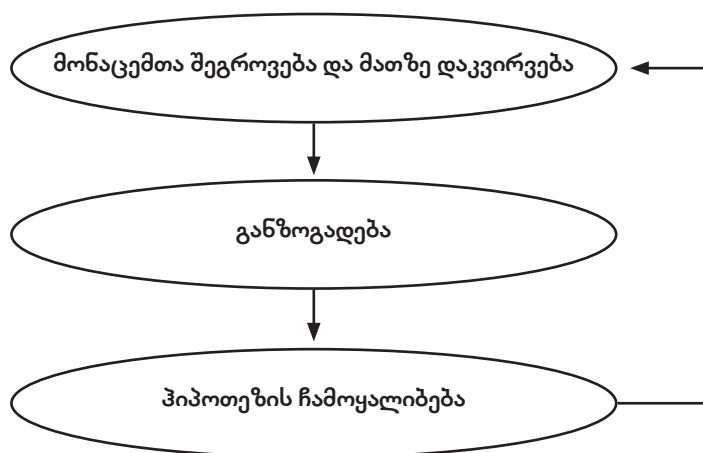 მონაცემთა შეგროვება და მათზე დაკვირვება
განზოგადება
ჰიპოთეზის ჩამოყალიბება